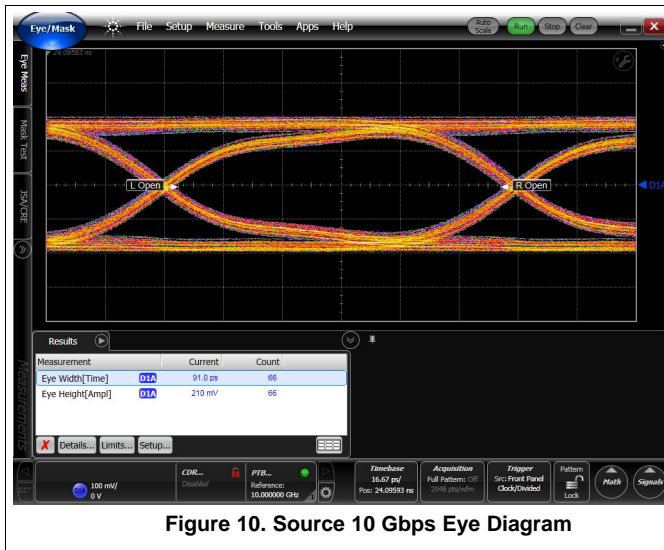 Eye/Mask
File Setup Measure Tools Apps Help
Auto Scale
Run
Stop
Clear
Eye Meas
Mask Test
JSA/CRE
Measurements
24.09593 ns
L Open
R Open
D1A
Results
Measurement Current Count
Eye Width[Time] D1A 91.0 ps 66
Eye Height[Ampl] D1A 210 mV 66
Details... Limits... Setup...
D1A 100 mV/
0 V
CDR...
Disabled
PTB...
Reference:
10.000000 GHz
1
Timebase
16.67 ps/
Pos: 24.09593 ns
Acquisition
Full Pattern: Off
2048 pts/wfm
Trigger
Src: Front Panel
Clock/Divided
Pattern
Lock
Math
Signals
Figure 10. Source 10 Gbps Eye Diagram